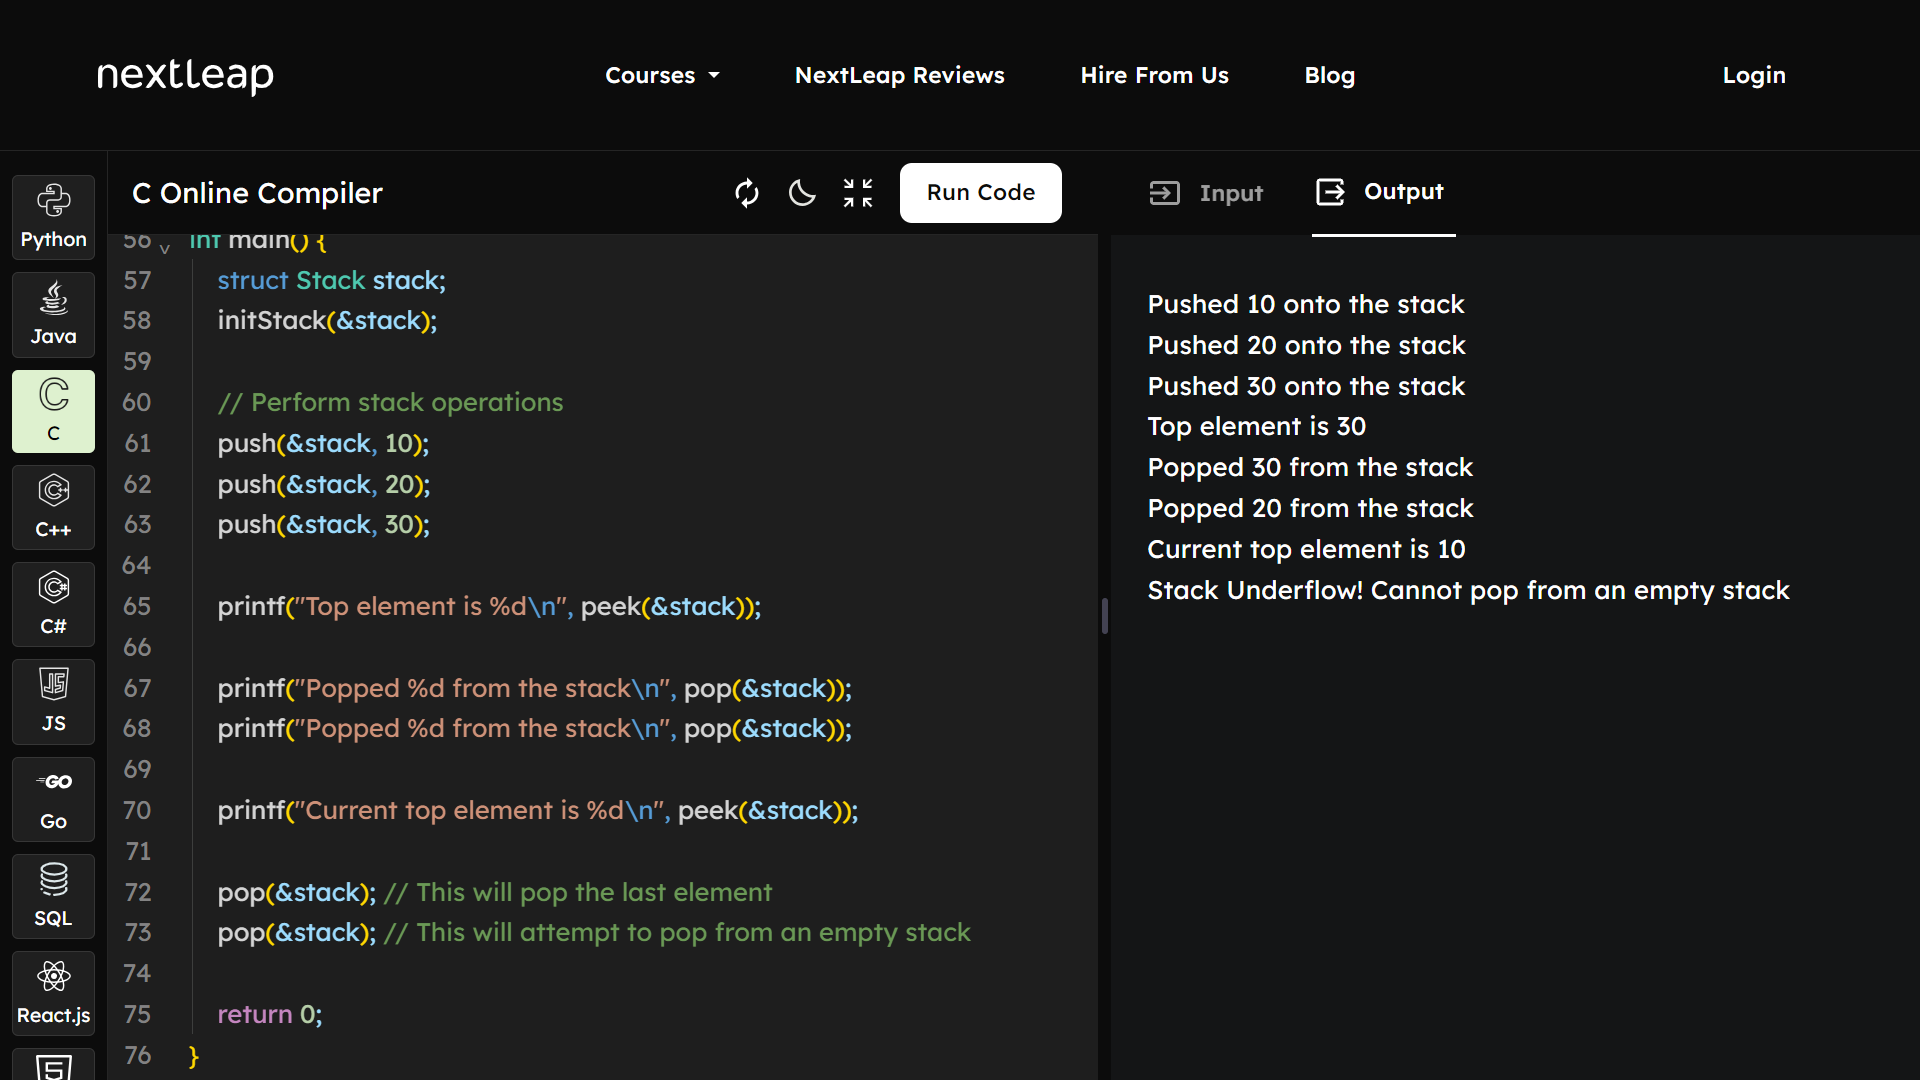 nextleap
Courses
NextLeap Reviews
Hire From Us
Blog
Login
Python
Java
C
C++
C#
JS
Go
SQL
React.js
C Online Compiler
Run Code
56 int main() {
57 struct Stack stack;
58 initStack(&stack);
59
60 // Perform stack operations
61 push(&stack, 10);
62 push(&stack, 20);
63 push(&stack, 30);
64
65 printf("Top element is %d\n", peek(&stack));
66
67 printf("Popped %d from the stack\n", pop(&stack));
68 printf("Popped %d from the stack\n", pop(&stack));
69
70 printf("Current top element is %d\n", peek(&stack));
71
72 pop(&stack); // This will pop the last element
73 pop(&stack); // This will attempt to pop from an empty stack
74
75 return 0;
76 }
Input
Output
Pushed 10 onto the stack
Pushed 20 onto the stack
Pushed 30 onto the stack
Top element is 30
Popped 30 from the stack
Popped 20 from the stack
Current top element is 10
Stack Underflow! Cannot pop from an empty stack